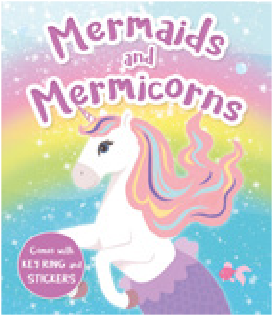 Mermaids
and
Mermicorns
Comes with
KEY RING and
STICKERS